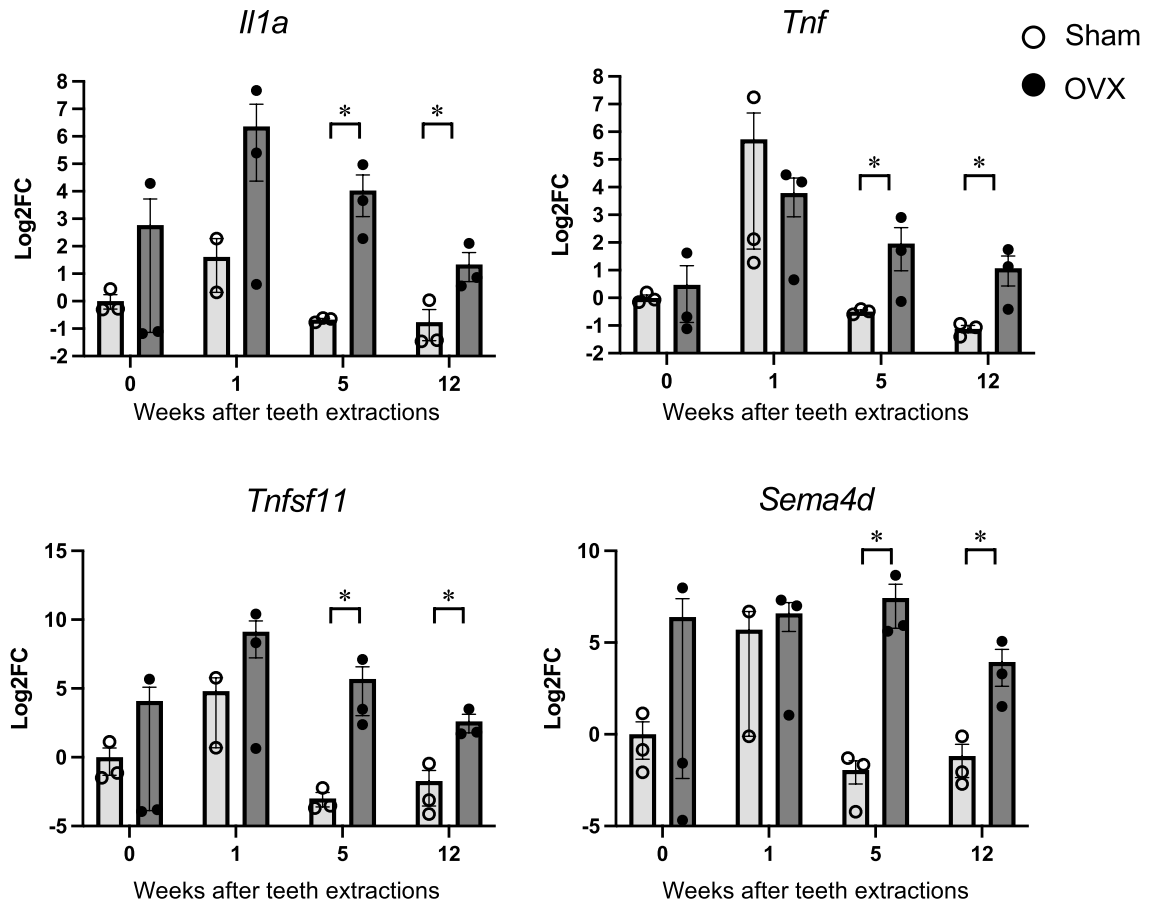 Il1a
Tnf
Sham
OVX
8
7
6
5
4
3
2
1
0
-1
-2
Log2FC
*
*
0 1 5 12
Weeks after teeth extractions
8
7
6
5
4
3
2
1
0
-1
-2
Log2FC
*
*
0 1 5 12
Weeks after teeth extractions
Tnfsf11
15
10
5
0
-5
Log2FC
*
*
0 1 5 12
Weeks after teeth extractions
Sema4d
10
5
0
-5
Log2FC
*
*
0 1 5 12
Weeks after teeth extractions